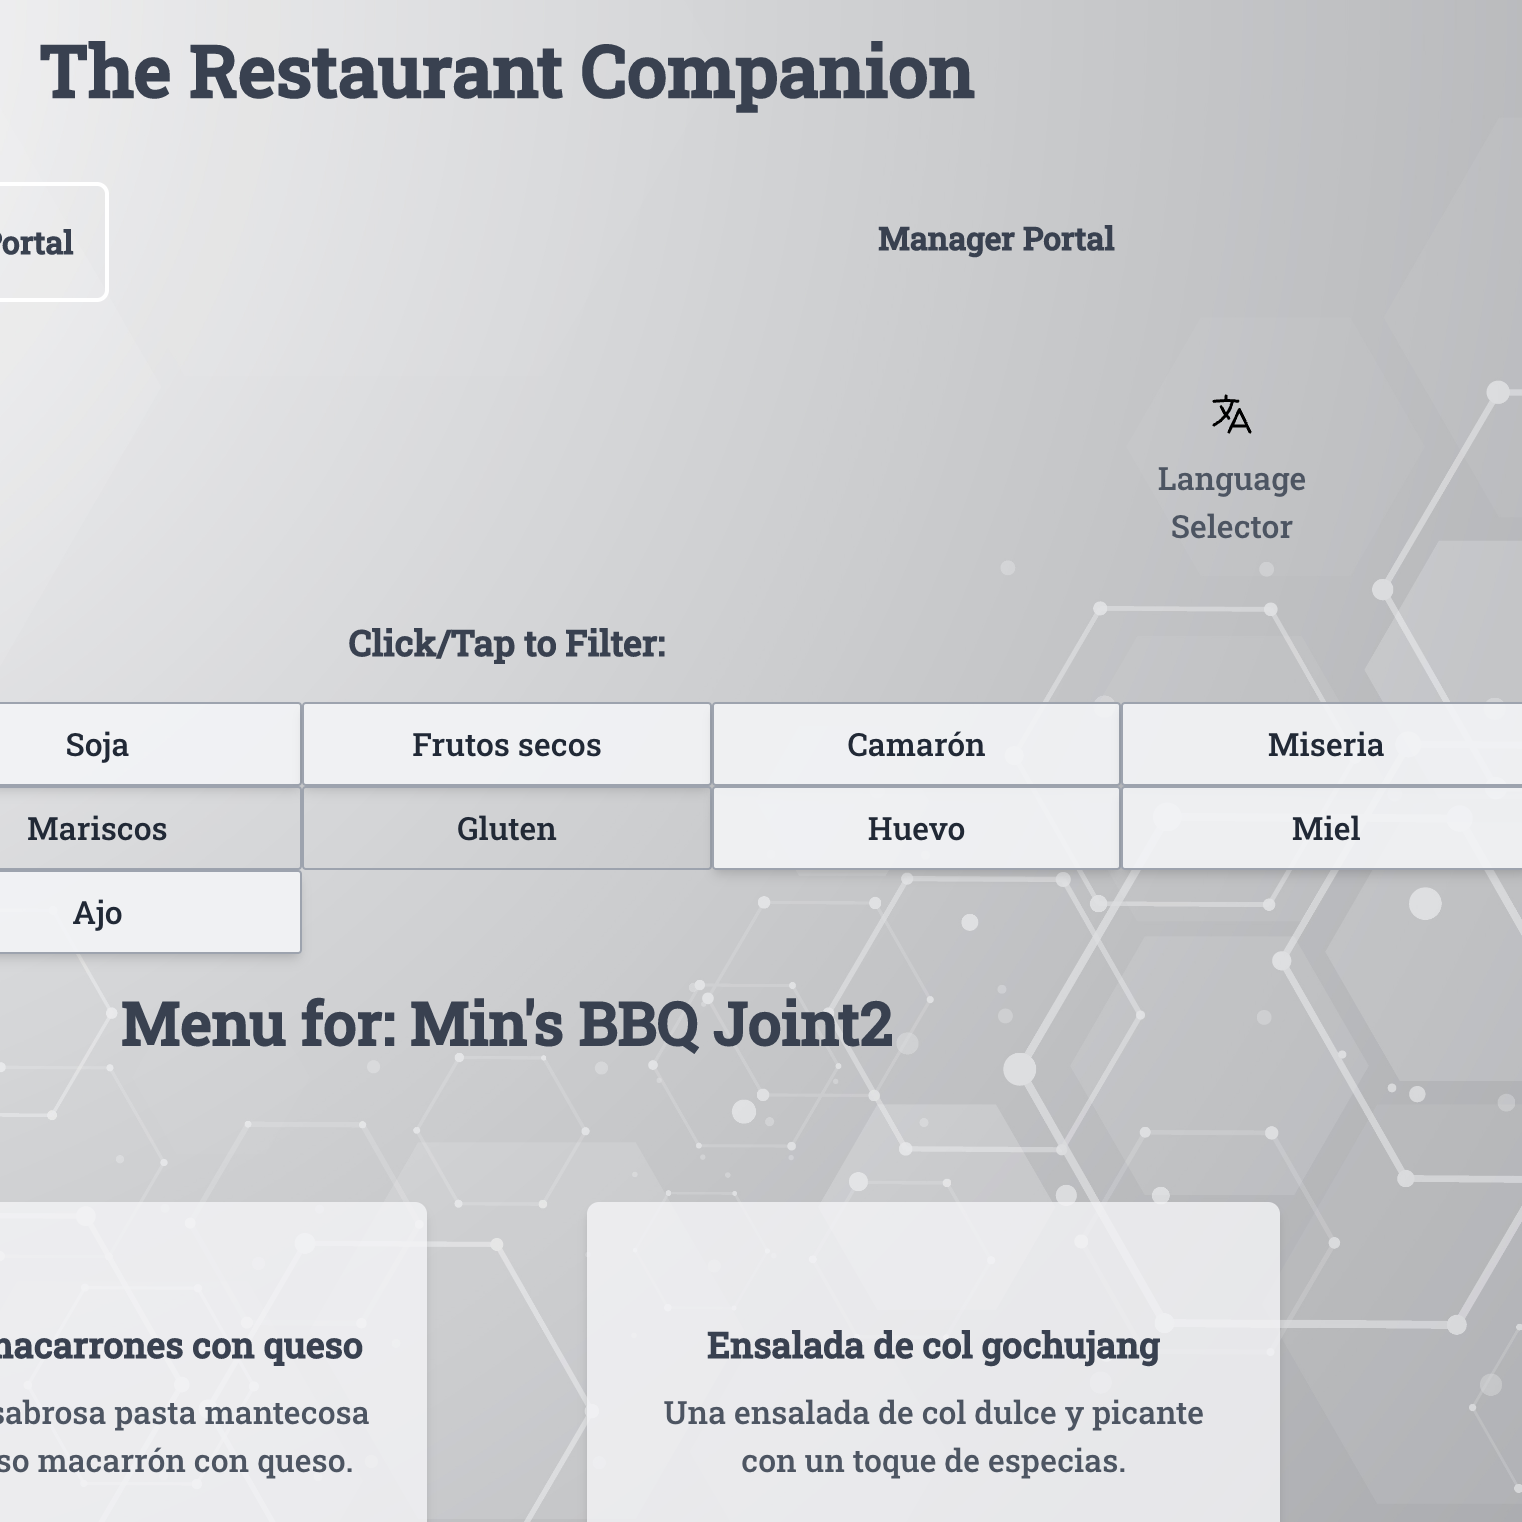 The Restaurant Companion
Portal
Manager Portal
Language
Selector
Click/Tap to Filter:
Soja
Frutos secos
Camarón
Miseria
Mariscos
Gluten
Huevo
Miel
Ajo
Menu for: Min's BBQ Joint2
macarrones con queso
sabrosa pasta mantecosa
so macarrón con queso.
Ensalada de col gochujang
Una ensalada de col dulce y picante
con un toque de especias.